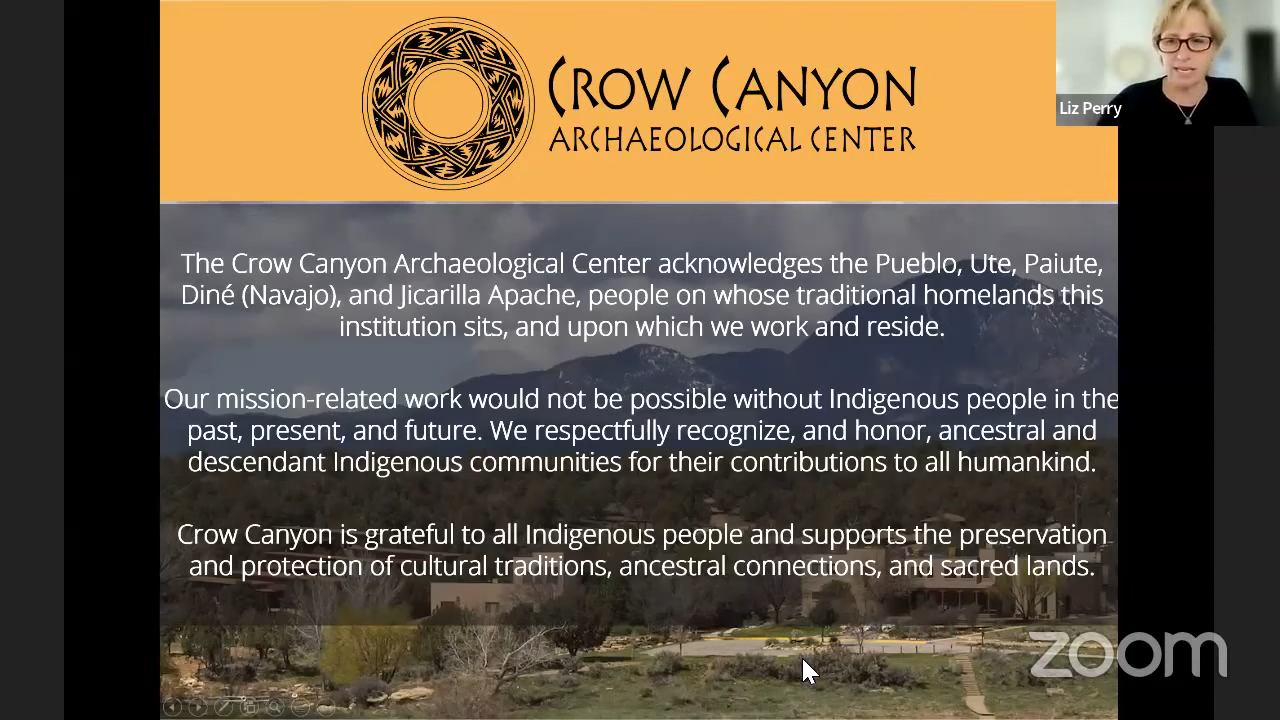 CROW CANYON
ARCHAEOLOGICAL CENTER
Liz Perry
The Crow Canyon Archaeological Center acknowledges the Pueblo, Ute, Paiute,
Diné (Navajo), and Jicarilla Apache, people on whose traditional homelands this
institution sits, and upon which we work and reside.
Our mission-related work would not be possible without Indigenous people in the
past, present, and future. We respectfully recognize, and honor, ancestral and
descendant Indigenous communities for their contributions to all humankind.
Crow Canyon is grateful to all Indigenous people and supports the preservation
and protection of cultural traditions, ancestral connections, and sacred lands.
zoom